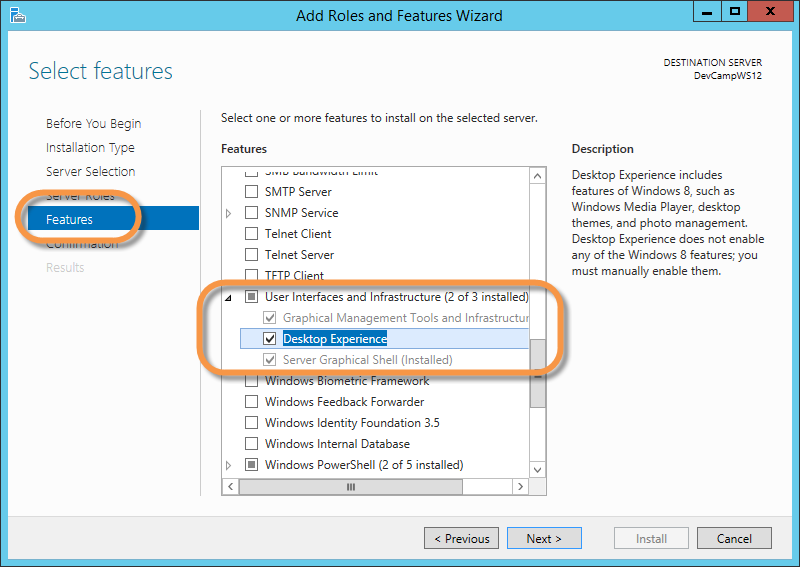 Add Roles and Features Wizard
Select features
DESTINATION SERVER
DevCampWS12
Before You Begin
Installation Type
Server Selection
Server Roles
Features
Confirmation
Results
Select one or more features to install on the selected server.
Features
SMB Bandwidth Limit
SMTP Server
SNMP Service
Telnet Client
Telnet Server
TFTP Client
User Interfaces and Infrastructure (2 of 3 installed)
Graphical Management Tools and Infrastructur
Desktop Experience
Server Graphical Shell (Installed)
Windows Biometric Framework
Windows Feedback Forwarder
Windows Identity Foundation 3.5
Windows Internal Database
Windows PowerShell (2 of 5 installed)
Description
Desktop Experience includes
features of Windows 8, such as
Windows Media Player, desktop
themes, and photo management.
Desktop Experience does not enable
any of the Windows 8 features; you
must manually enable them.
< Previous
Next >
Install
Cancel